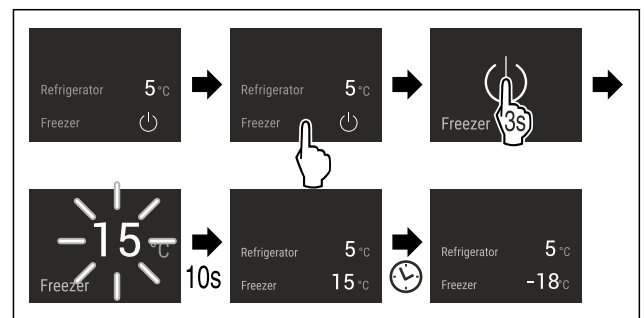 Refrigerator 5 °C
Freezer
Refrigerator 5 °C
Freezer
Freezer 3s
15 °C
Freezer
10s
Refrigerator 5 °C
Freezer 15 °C
Refrigerator 5 °C
Freezer -18 °C